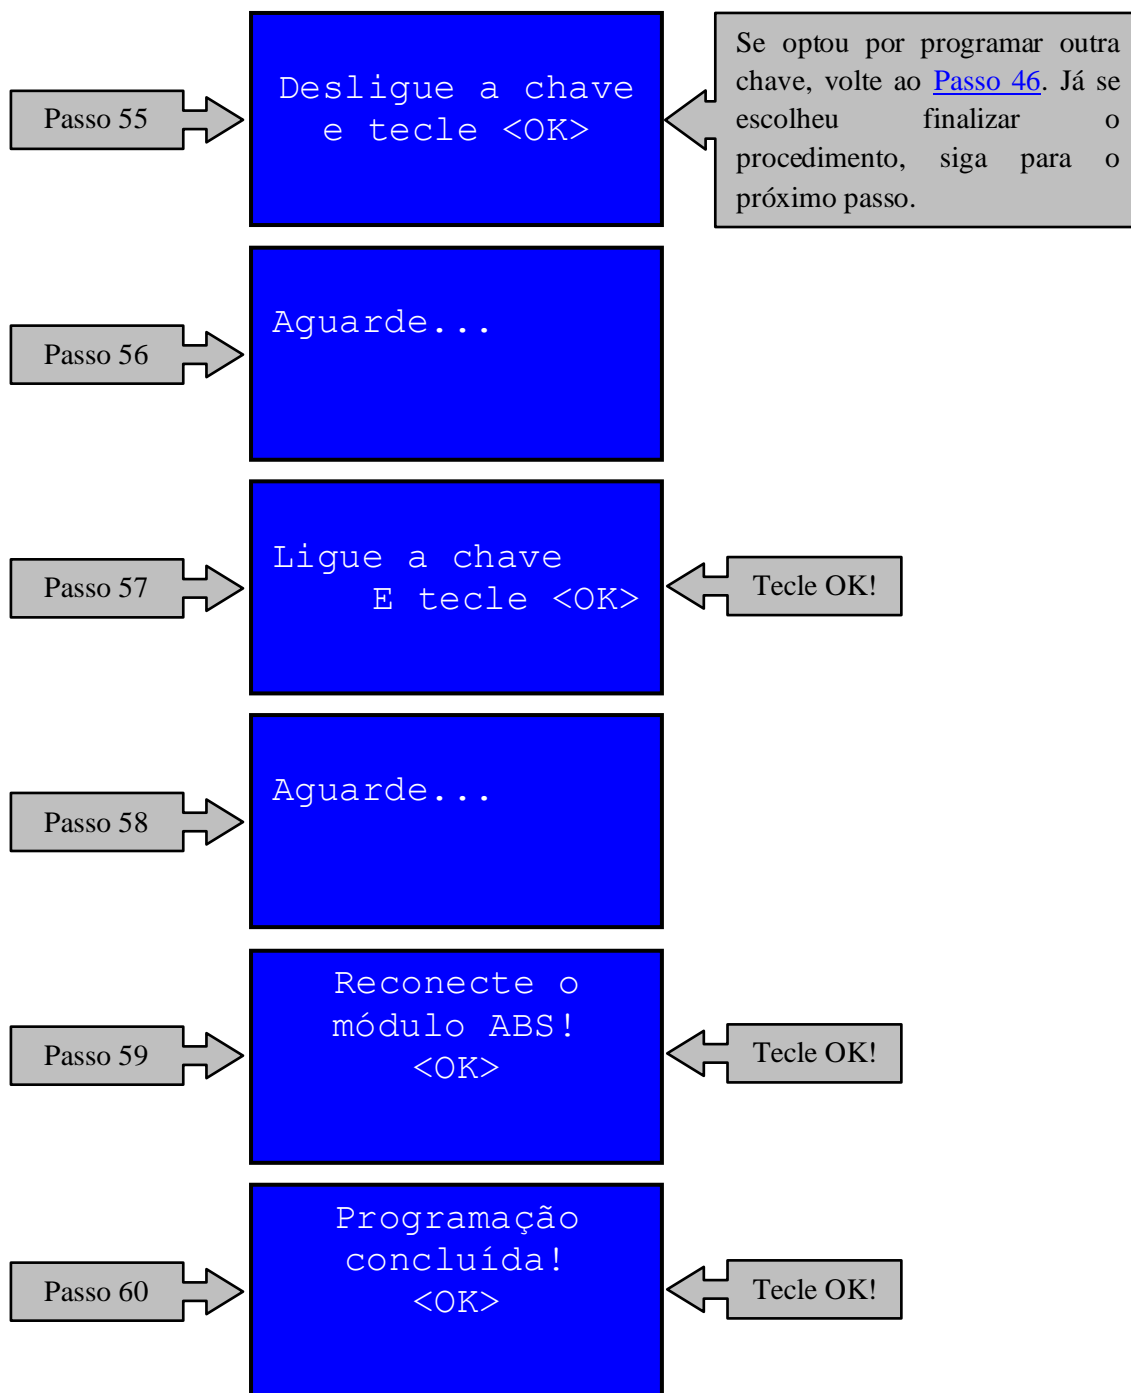 Passo 55
Desligue a chave
e tecle <OK>
Se optou por programar outra
chave, volte ao Passo 46. Já se
escolheu finalizar o
procedimento, siga para o
próximo passo.
Passo 56
Aguarde...
Passo 57
Ligue a chave
E tecle <OK>
Tecle OK!
Passo 58
Aguarde...
Passo 59
Reconecte o
módulo ABS!
<OK>
Tecle OK!
Passo 60
Programação
concluída!
<OK>
Tecle OK!